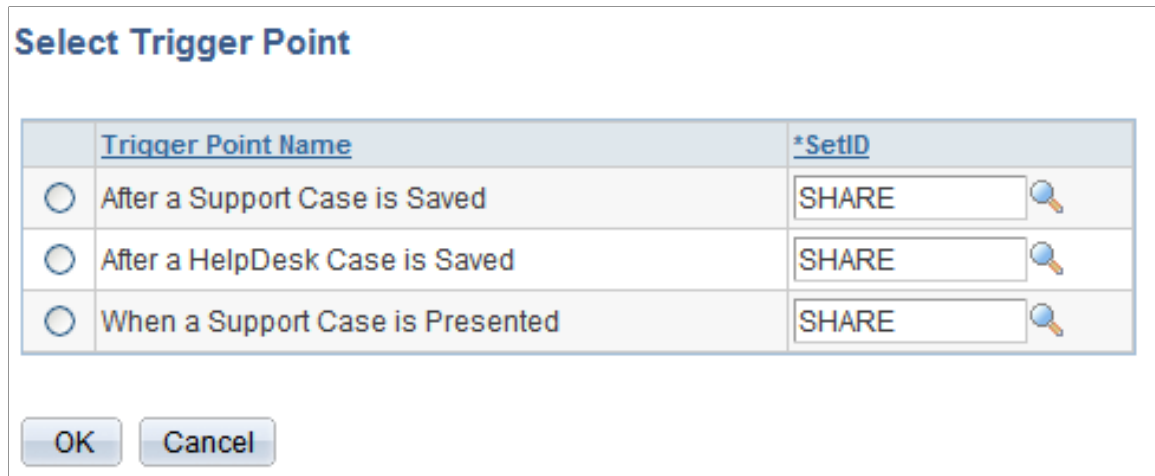 Select Trigger Point
Trigger Point Name *SetID
After a Support Case is Saved SHARE
After a HelpDesk Case is Saved SHARE
When a Support Case is Presented SHARE
OK Cancel